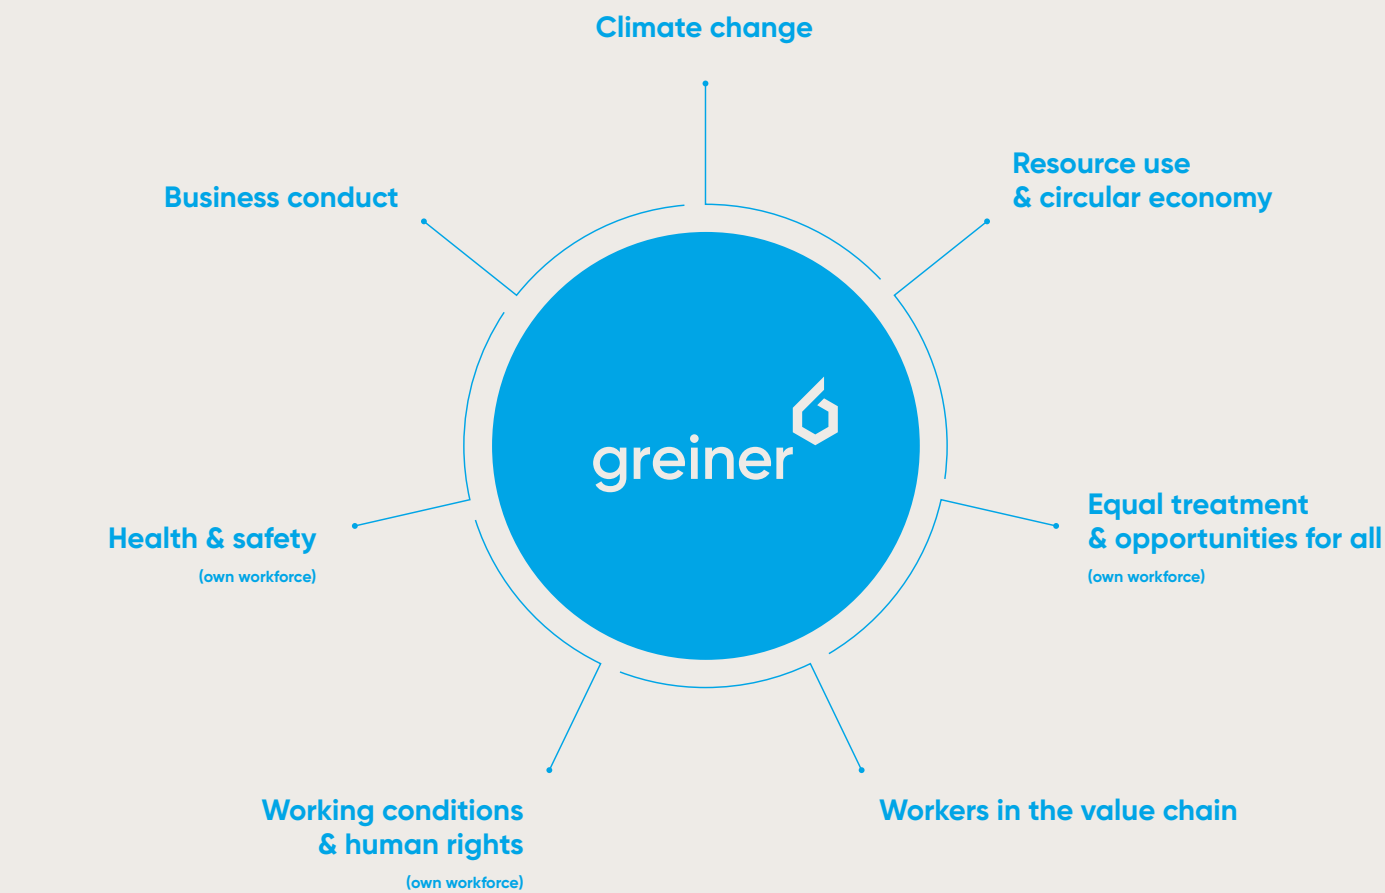 Climate change
Resource use
& circular economy
Business conduct
greiner
Equal treatment
& opportunities for all
(own workforce)
Health & safety
(own workforce)
Working conditions
& human rights
(own workforce)
Workers in the value chain